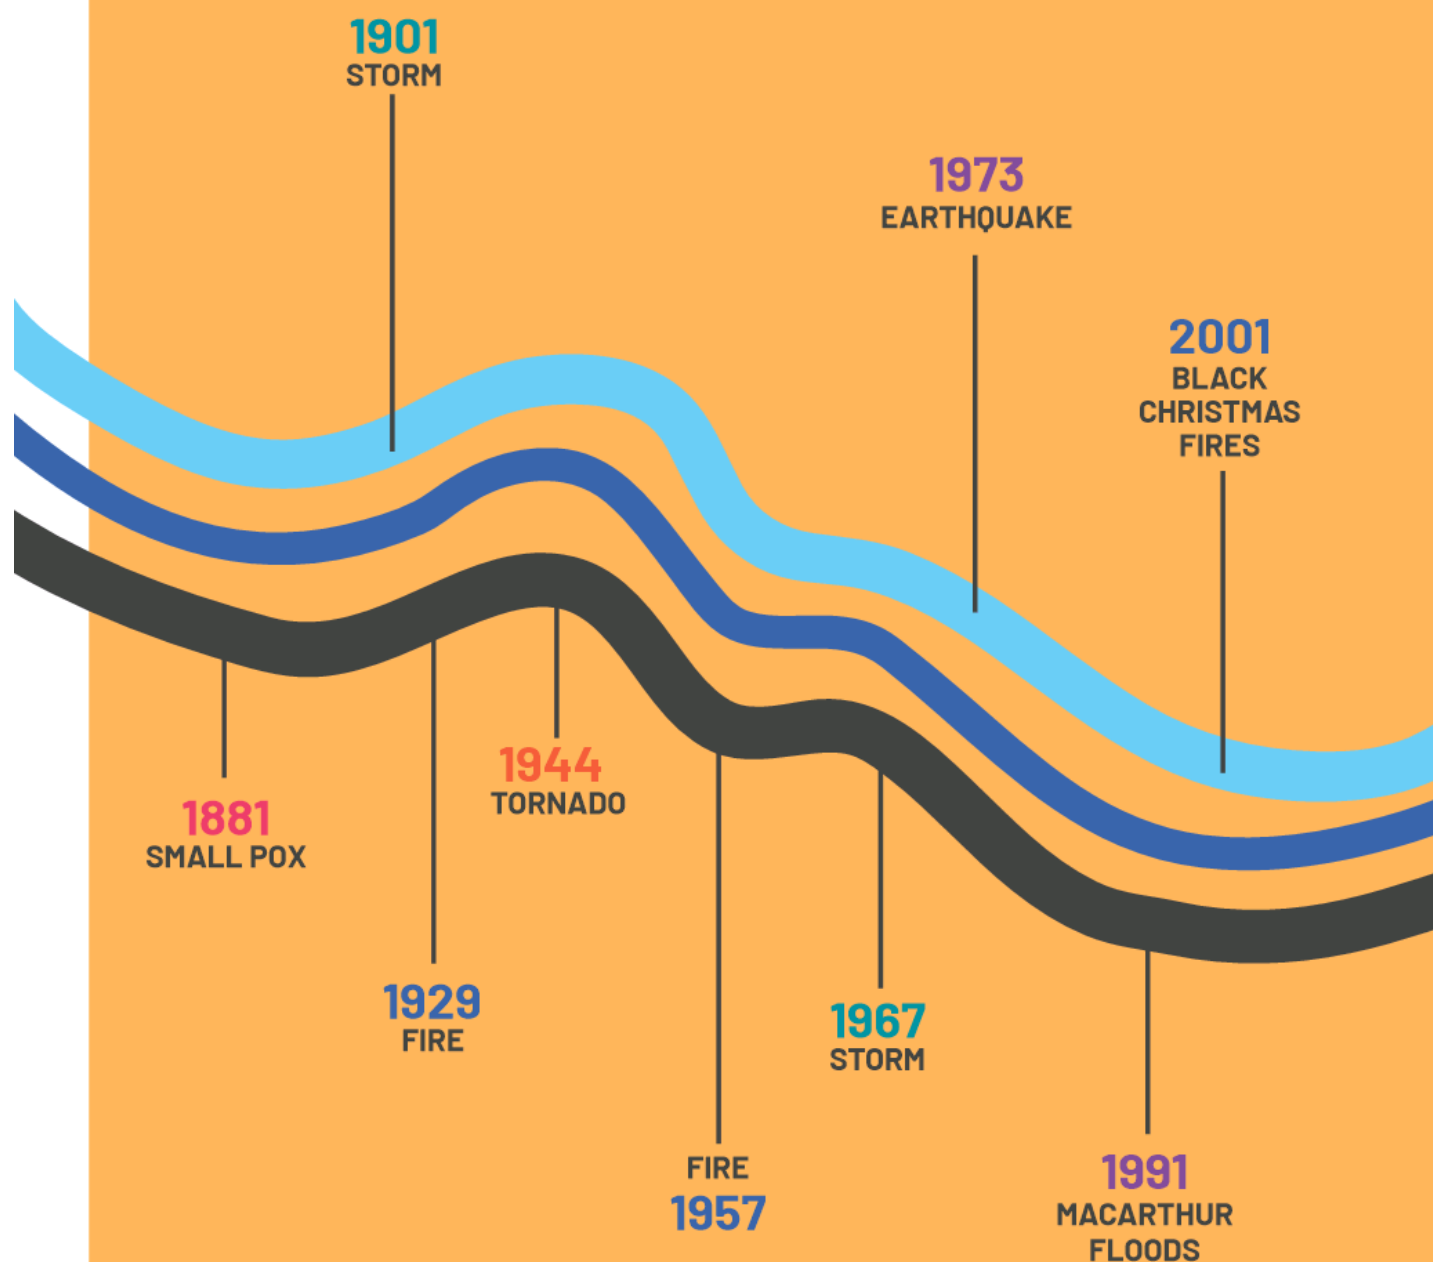 1901
STORM
1973
EARTHQUAKE
2001
BLACK
CHRISTMAS
FIRES
1881
SMALL POX
1929
FIRE
1944
TORNADO
FIRE
1957
1967
STORM
1991
MACARTHUR
FLOODS